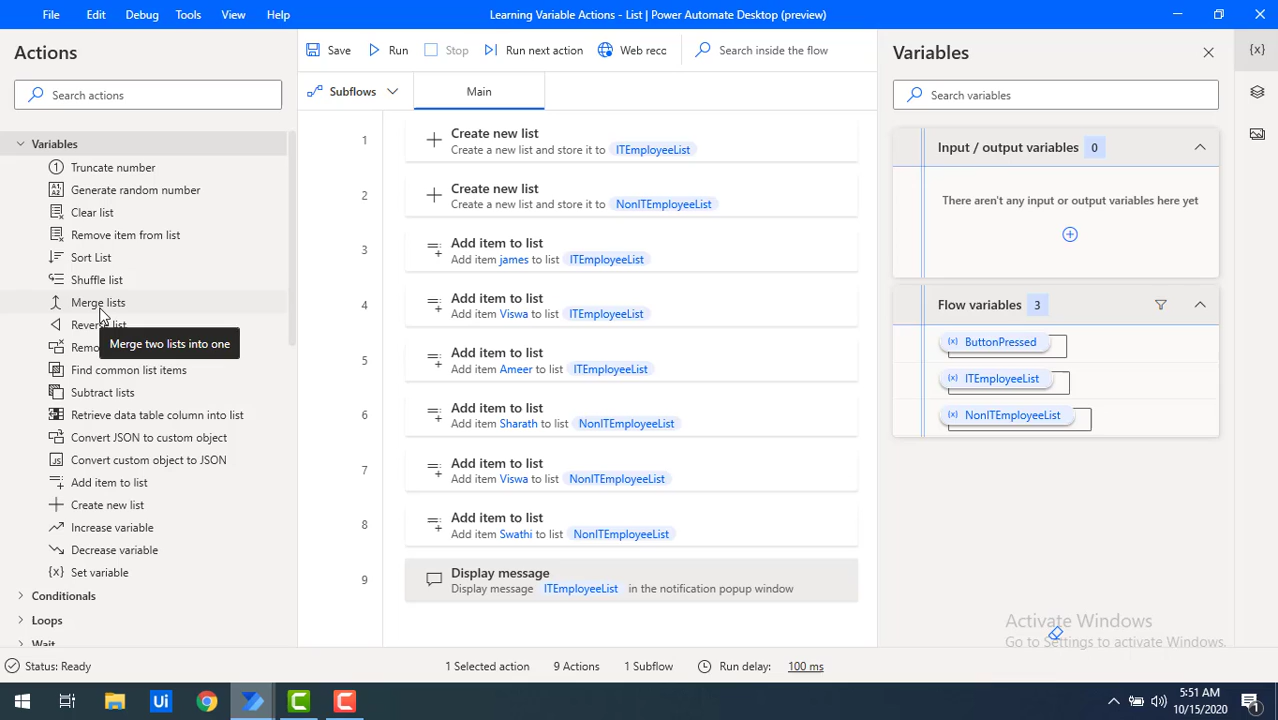 File Edit Debug Tools View Help Learning Variable Actions - List | Power Automate Desktop (preview)
Actions
Search actions
Variables
Truncate number
Generate random number
Clear list
Remove item from list
Sort List
Shuffle list
Merge lists
Reverse list
Merge two lists into one
Remo
Find common list items
Subtract lists
Retrieve data table column into list
Convert JSON to custom object
Convert custom object to JSON
Add item to list
Create new list
Increase variable
Decrease variable
Set variable
Conditionals
Loops
Wait
Save Run Stop Run next action Web reco Search inside the flow
Subflows Main
1 Create new list
Create a new list and store it to ITEmployeeList
2 Create new list
Create a new list and store it to NonITEmployeeList
3 Add item to list
Add item james to list ITEmployeeList
4 Add item to list
Add item Viswa to list ITEmployeeList
5 Add item to list
Add item Ameer to list ITEmployeeList
6 Add item to list
Add item Sharath to list NonITEmployeeList
7 Add item to list
Add item Viswa to list NonITEmployeeList
8 Add item to list
Add item Swathi to list NonITEmployeeList
9 Display message
Display message ITEmployeeList in the notification popup window
Variables
{x}
Search variables
Input / output variables 0
There aren't any input or output variables here yet
Flow variables 3
(x) ButtonPressed
(x) ITEmployeeList
(x) NonITEmployeeList
Activate Windows
Go to Settings to activate Windows.
Status: Ready 1 Selected action 9 Actions 1 Subflow Run delay: 100 ms
Ui C C
5:51 AM
10/15/2020
1